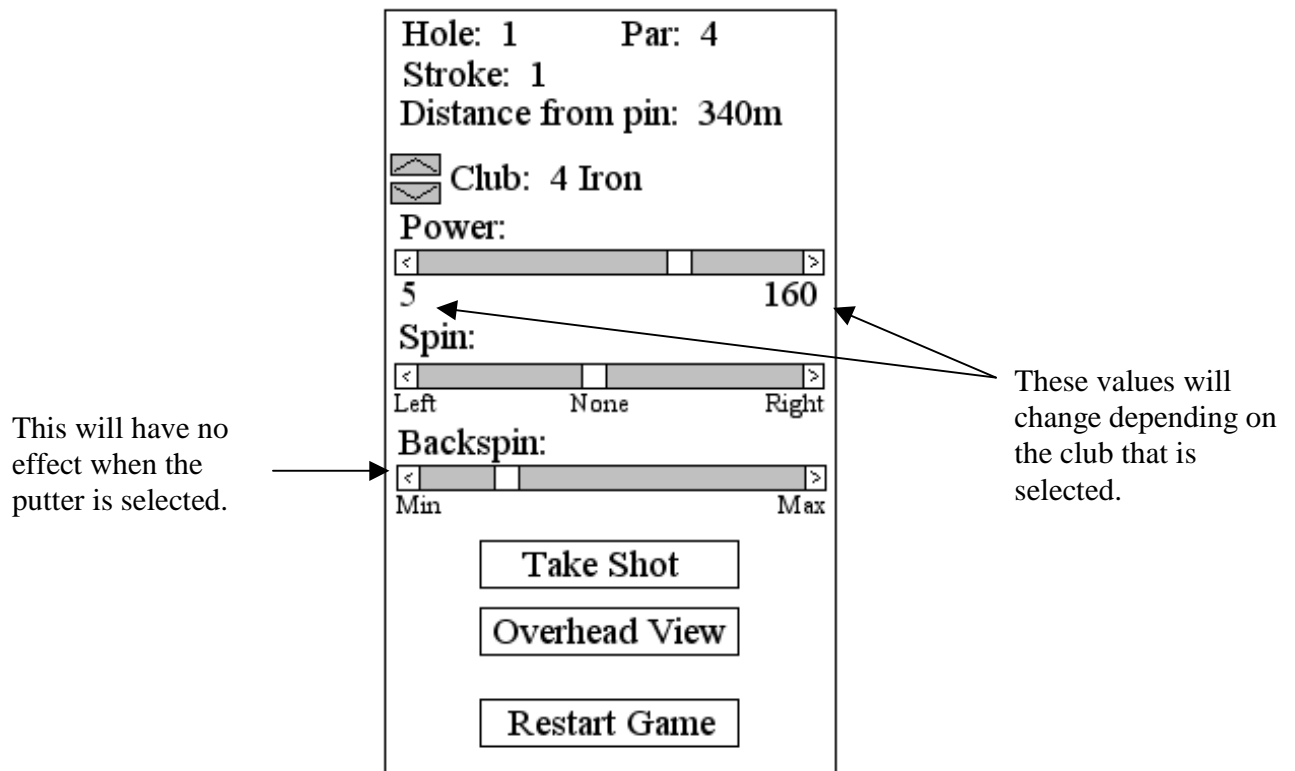 Hole: 1 Par: 4
Stroke: 1
Distance from pin: 340m
Club: 4 Iron
Power:
< >
5 160
Spin:
< >
Left None Right
Backspin:
< >
Min Max
Take Shot
Overhead View
Restart Game
This will have no
effect when the
putter is selected.
These values will
change depending on
the club that is
selected.